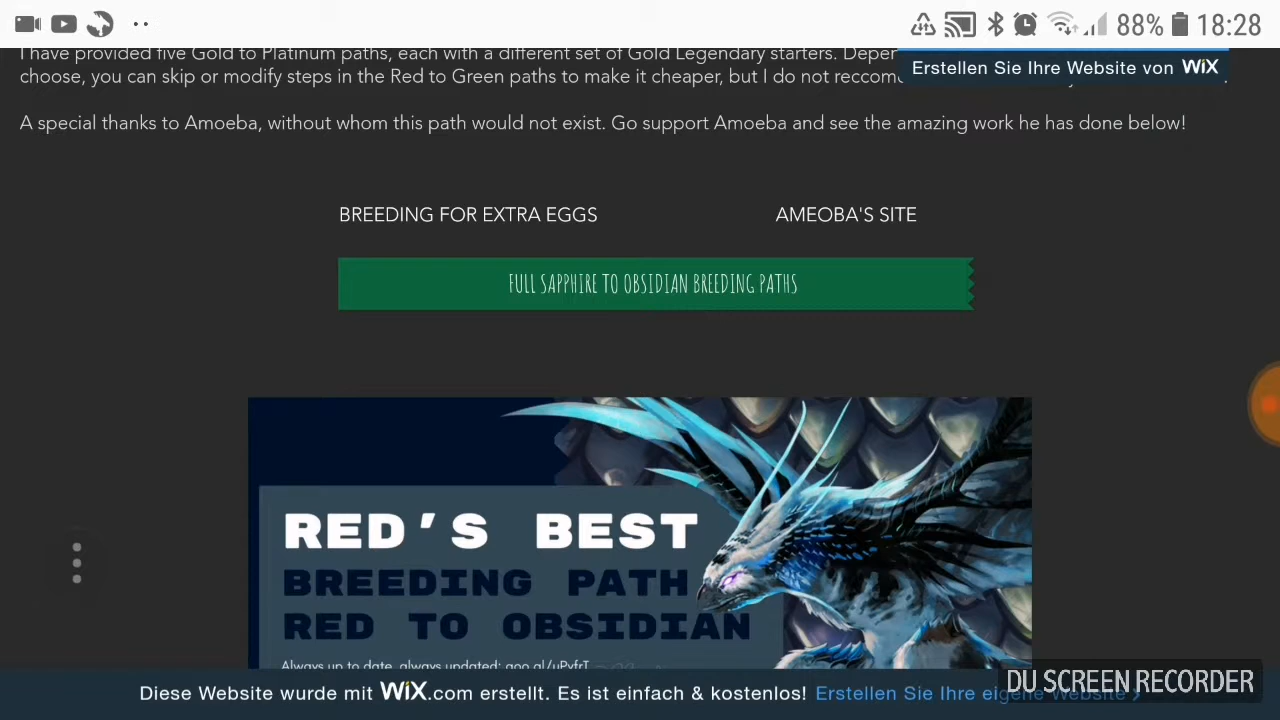 88% 18:28
I have provided five Gold to Platinum paths, each with a different set of Gold Legendary starters.
Erstellen Sie Ihre Website von WiX
choose, you can skip or modify steps in the Red to Green paths to make it cheaper, but I do not
A special thanks to Amoeba, without whom this path would not exist. Go support Amoeba and see the amazing work he has done below!
BREEDING FOR EXTRA EGGS
AMEOBA'S SITE
FULL SAPPHIRE TO OBSIDIAN BREEDING PATHS
RED'S BEST
BREEDING PATH
RED TO OBSIDIAN
Always up to date, always updated: goo.gl/uPyfrT
Diese Website wurde mit WiX.com erstellt. Es ist einfach & kostenlos! Erstellen Sie Ihre eigene Website >
DU SCREEN RECORDER